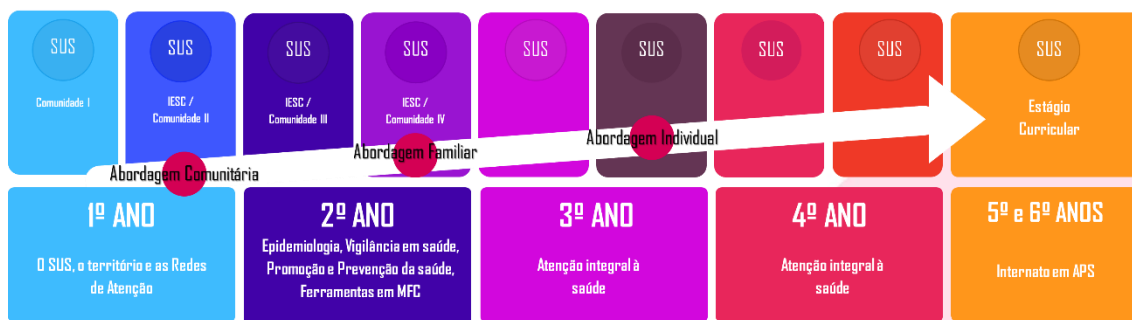 SUS
SUS
SUS
SUS
SUS
SUS
SUS
SUS
SUS
Comunidade I
IESC /
Comunidade II
IESC /
Comunidade III
IESC /
Comunidade IV
Estágio
Curricular
Abordagem Comunitária
Abordagem Familiar
Abordagem Individual
1º ANO
O SUS, o território e as Redes
de Atenção
2º ANO
Epidemiologia, Vigilância em saúde,
Promoção e Prevenção da saúde,
Ferramentas em MFC
3º ANO
Atenção integral à
saúde
4º ANO
Atenção integral à
saúde
5º e 6º ANOS
Internato em APS